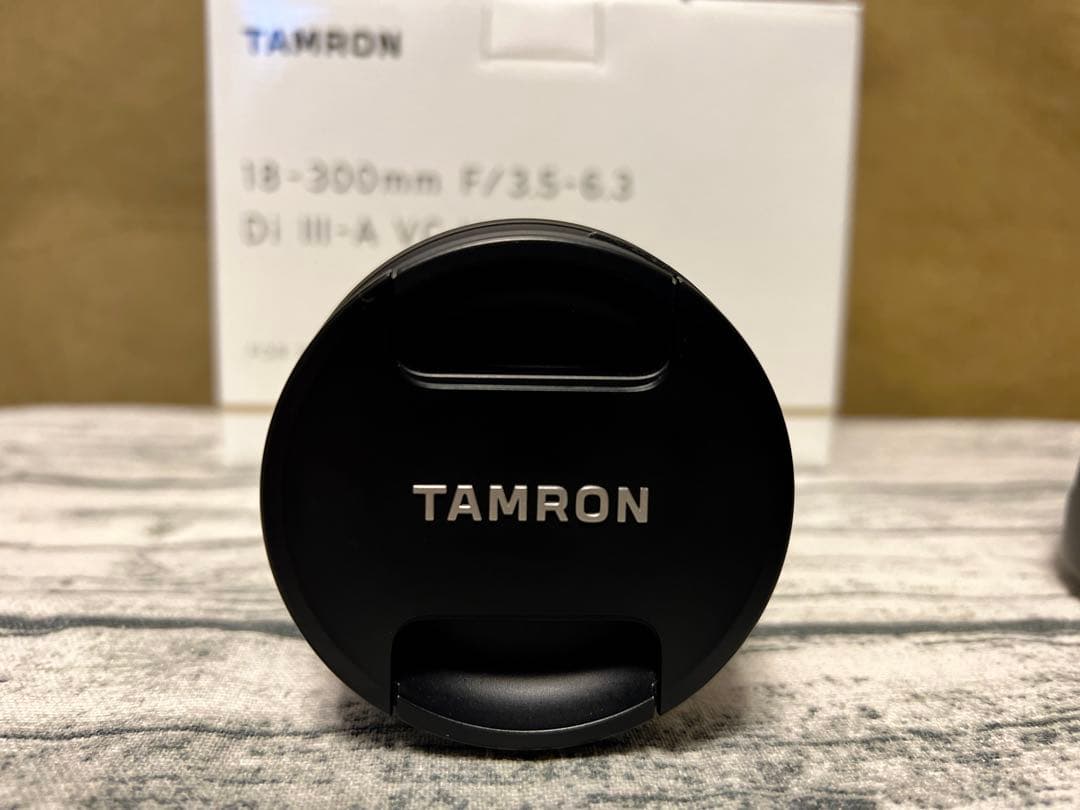 TAMRON
18-300mm F/3.5-6.3
Di III-A VC
TAMRON